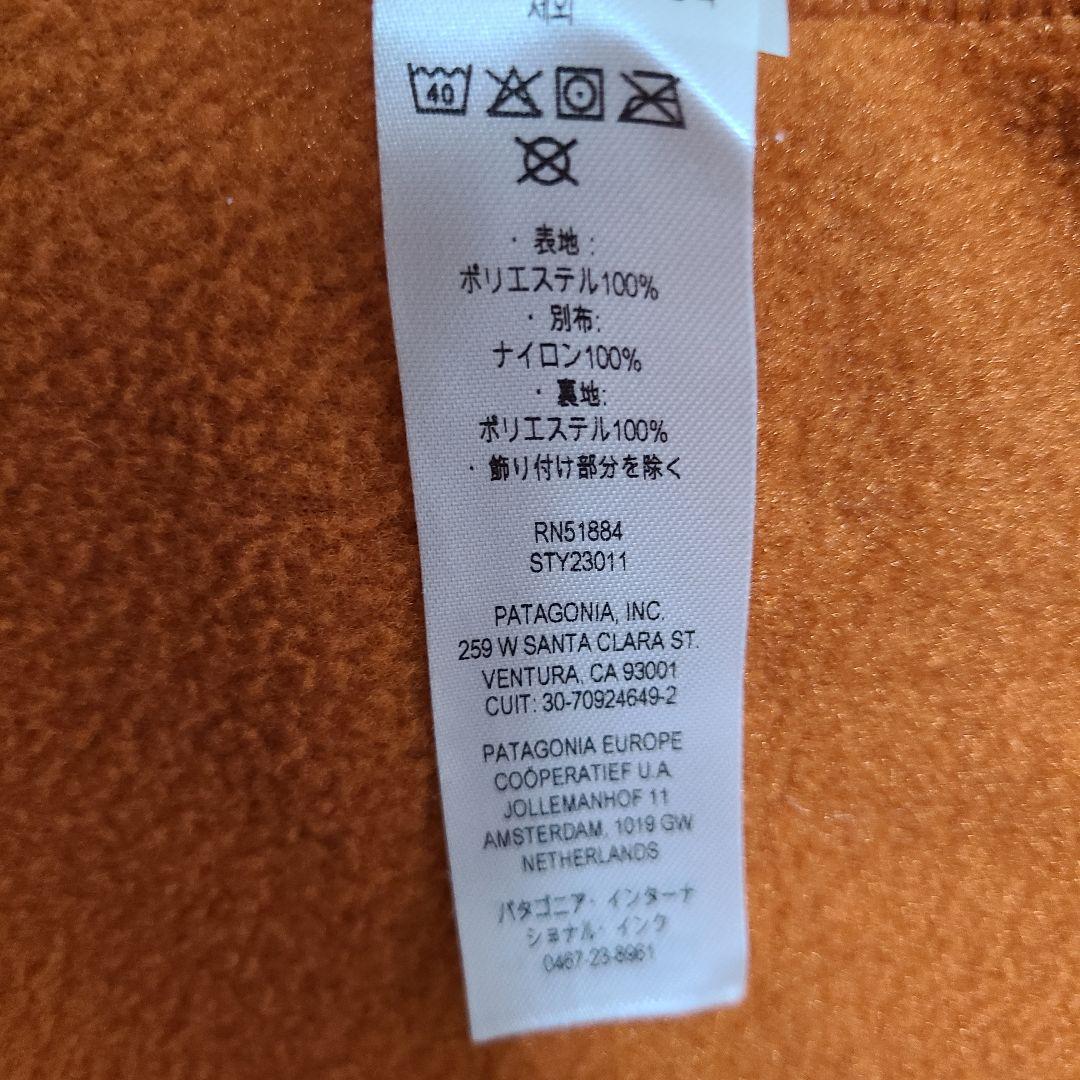 제외
40
· 表地 :
ポリエステル100%
· 別布:
ナイロン100%
· 裏地:
ポリエステル100%
· 飾り付け部分を除く
RN51884
STY23011
PATAGONIA, INC.
259 W SANTA CLARA ST.
VENTURA, CA 93001
CUIT: 30-70924649-2
PATAGONIA EUROPE
COÖPERATIEF U.A.
JOLLEMANHOF 11
AMSTERDAM, 1019 GW
NETHERLANDS
パタゴニア・インターナ
ショナル・インク
0467-23-8961